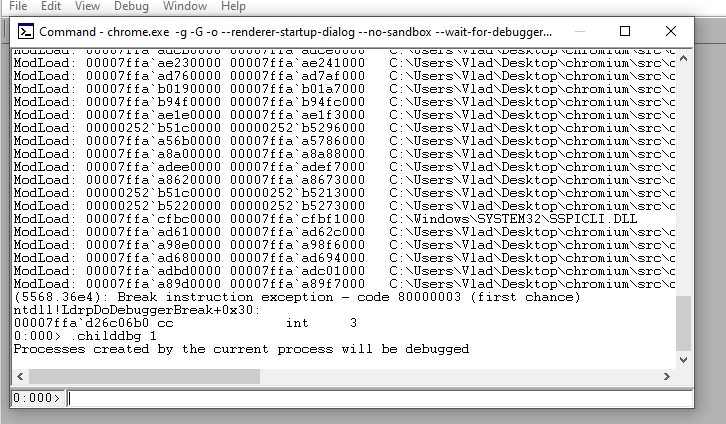 File Edit View Debug Window Help
Command - chrome.exe -g -G -o --renderer-startup-dialog --no-sandbox --wait-for-debugger...
ModLoad: 00007ffa`adcb0000 00007ffa`adce0000 C:\Users\Vlad\Desktop\chromium\src\c
ModLoad: 00007ffa`ae230000 00007ffa`ae241000 C:\Users\Vlad\Desktop\chromium\src\c
ModLoad: 00007ffa`ad760000 00007ffa`ad7af000 C:\Users\Vlad\Desktop\chromium\src\c
ModLoad: 00007ffa`b0190000 00007ffa`b01a7000 C:\Users\Vlad\Desktop\chromium\src\c
ModLoad: 00007ffa`b94f0000 00007ffa`b94fc000 C:\Users\Vlad\Desktop\chromium\src\c
ModLoad: 00007ffa`ae1e0000 00007ffa`ae1f3000 C:\Users\Vlad\Desktop\chromium\src\c
ModLoad: 00000252`b51c0000 00000252`b5296000 C:\Users\Vlad\Desktop\chromium\src\c
ModLoad: 00007ffa`a56b0000 00007ffa`a5786000 C:\Users\Vlad\Desktop\chromium\src\c
ModLoad: 00007ffa`a8a00000 00007ffa`a8a88000 C:\Users\Vlad\Desktop\chromium\src\c
ModLoad: 00007ffa`adee0000 00007ffa`adef7000 C:\Users\Vlad\Desktop\chromium\src\c
ModLoad: 00007ffa`a8620000 00007ffa`a8673000 C:\Users\Vlad\Desktop\chromium\src\c
ModLoad: 00000252`b51c0000 00000252`b5213000 C:\Users\Vlad\Desktop\chromium\src\c
ModLoad: 00000252`b5220000 00000252`b5273000 C:\Users\Vlad\Desktop\chromium\src\c
ModLoad: 00007ffa`cfbc0000 00007ffa`cfbf1000 C:\Windows\SYSTEM32\SSPICLI.DLL
ModLoad: 00007ffa`ad610000 00007ffa`ad62c000 C:\Users\Vlad\Desktop\chromium\src\c
ModLoad: 00007ffa`a98e0000 00007ffa`a98f6000 C:\Users\Vlad\Desktop\chromium\src\c
ModLoad: 00007ffa`ad680000 00007ffa`ad694000 C:\Users\Vlad\Desktop\chromium\src\c
ModLoad: 00007ffa`adbd0000 00007ffa`adc01000 C:\Users\Vlad\Desktop\chromium\src\c
ModLoad: 00007ffa`a89d0000 00007ffa`a89f7000 C:\Users\Vlad\Desktop\chromium\src\c
(5568.36e4): Break instruction exception - code 80000003 (first chance)
ntdll!LdrpDoDebuggerBreak+0x30:
00007ffa`d26c06b0 cc int 3
0:000> .childdbg 1
Processes created by the current process will be debugged
0:000>